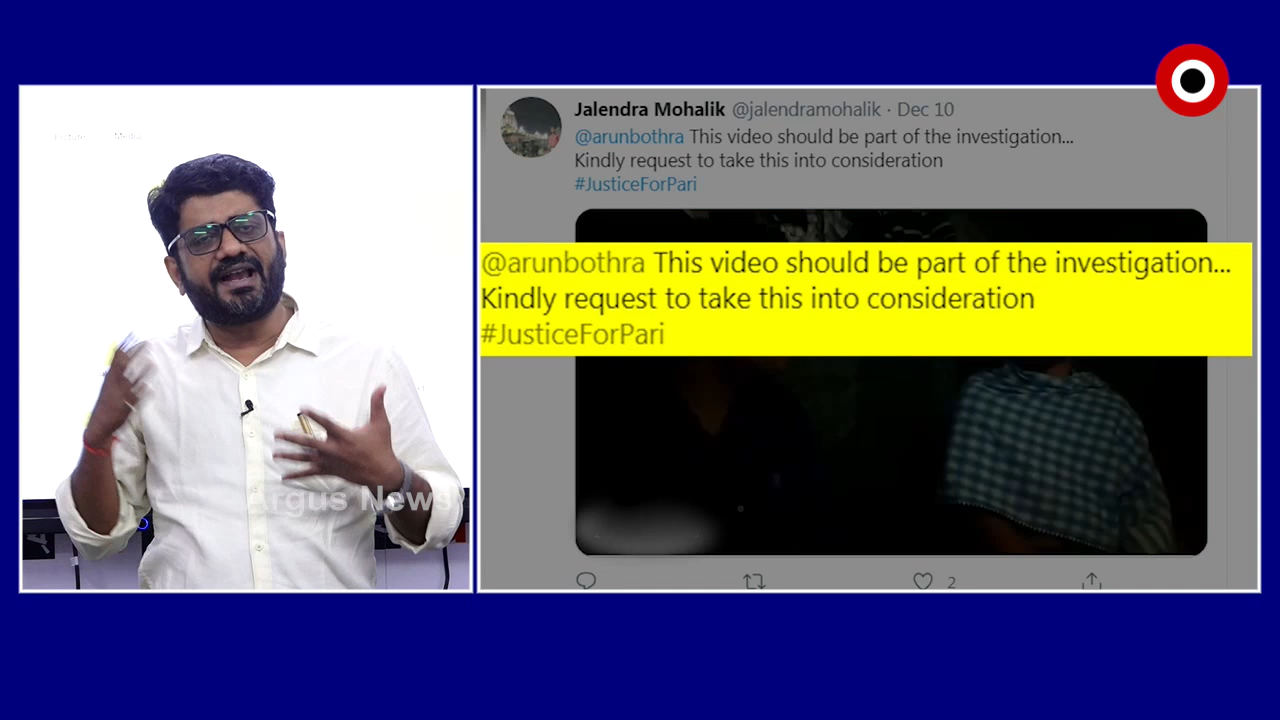 Jalendra Mohalik @jalendramohalik · Dec 10
@arunbothra This video should be part of the investigation...
Kindly request to take this into consideration
#JusticeForPari
@arunbothra This video should be part of the investigation...
Kindly request to take this into consideration
#JusticeForPari
Argus News
2